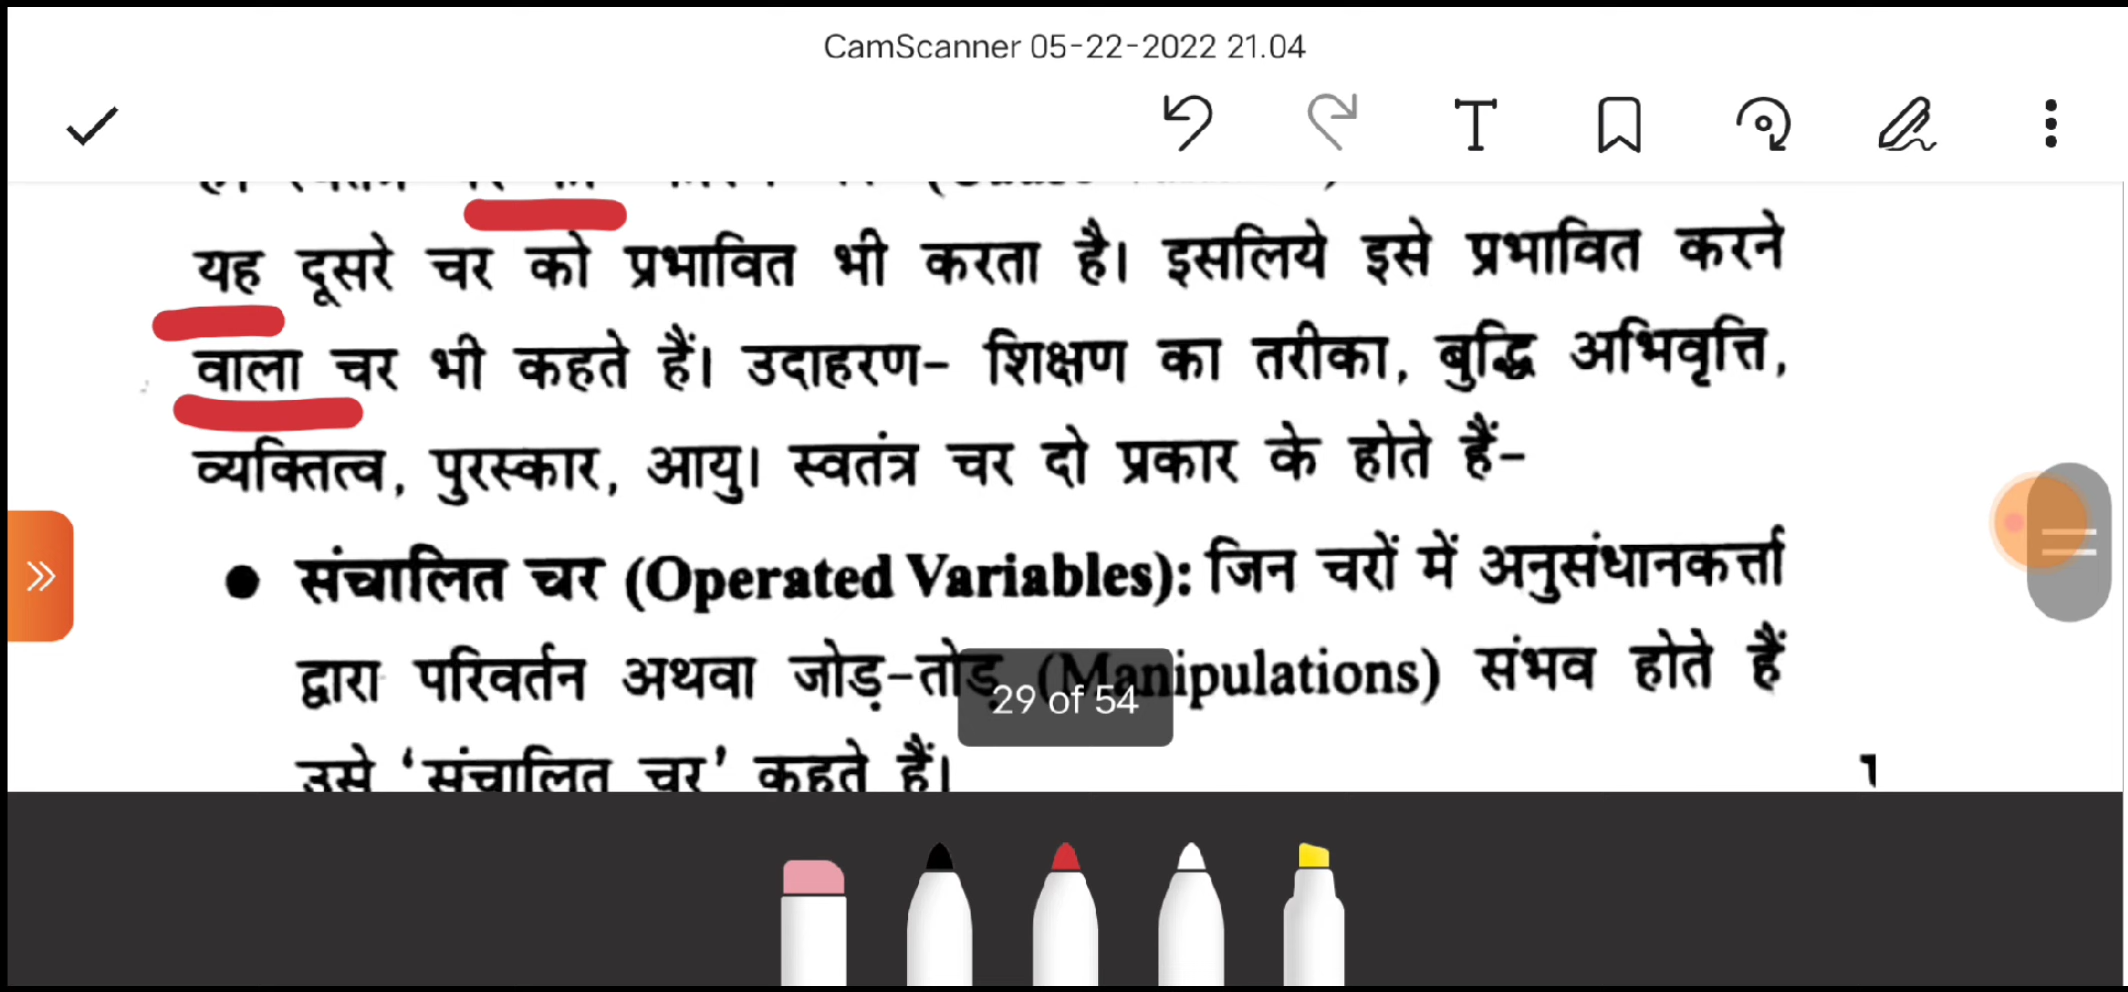 CamScanner 05-22-2022 21.04
यह दूसरे चर को प्रभावित भी करता है। इसलिये इसे प्रभावित करने
वाला चर भी कहते हैं। उदाहरण- शिक्षण का तरीका, बुद्धि अभिवृत्ति,
व्यक्तित्व, पुरस्कार, आयु। स्वतंत्र चर दो प्रकार के होते हैं-
● संचालित चर (Operated Variables): जिन चरों में अनुसंधानकर्त्ता
द्वारा परिवर्तन अथवा जोड़-तोड़ (Manipulations) संभव होते हैं
29 of 54
उसे ‘संचालित चर’ कहते हैं।